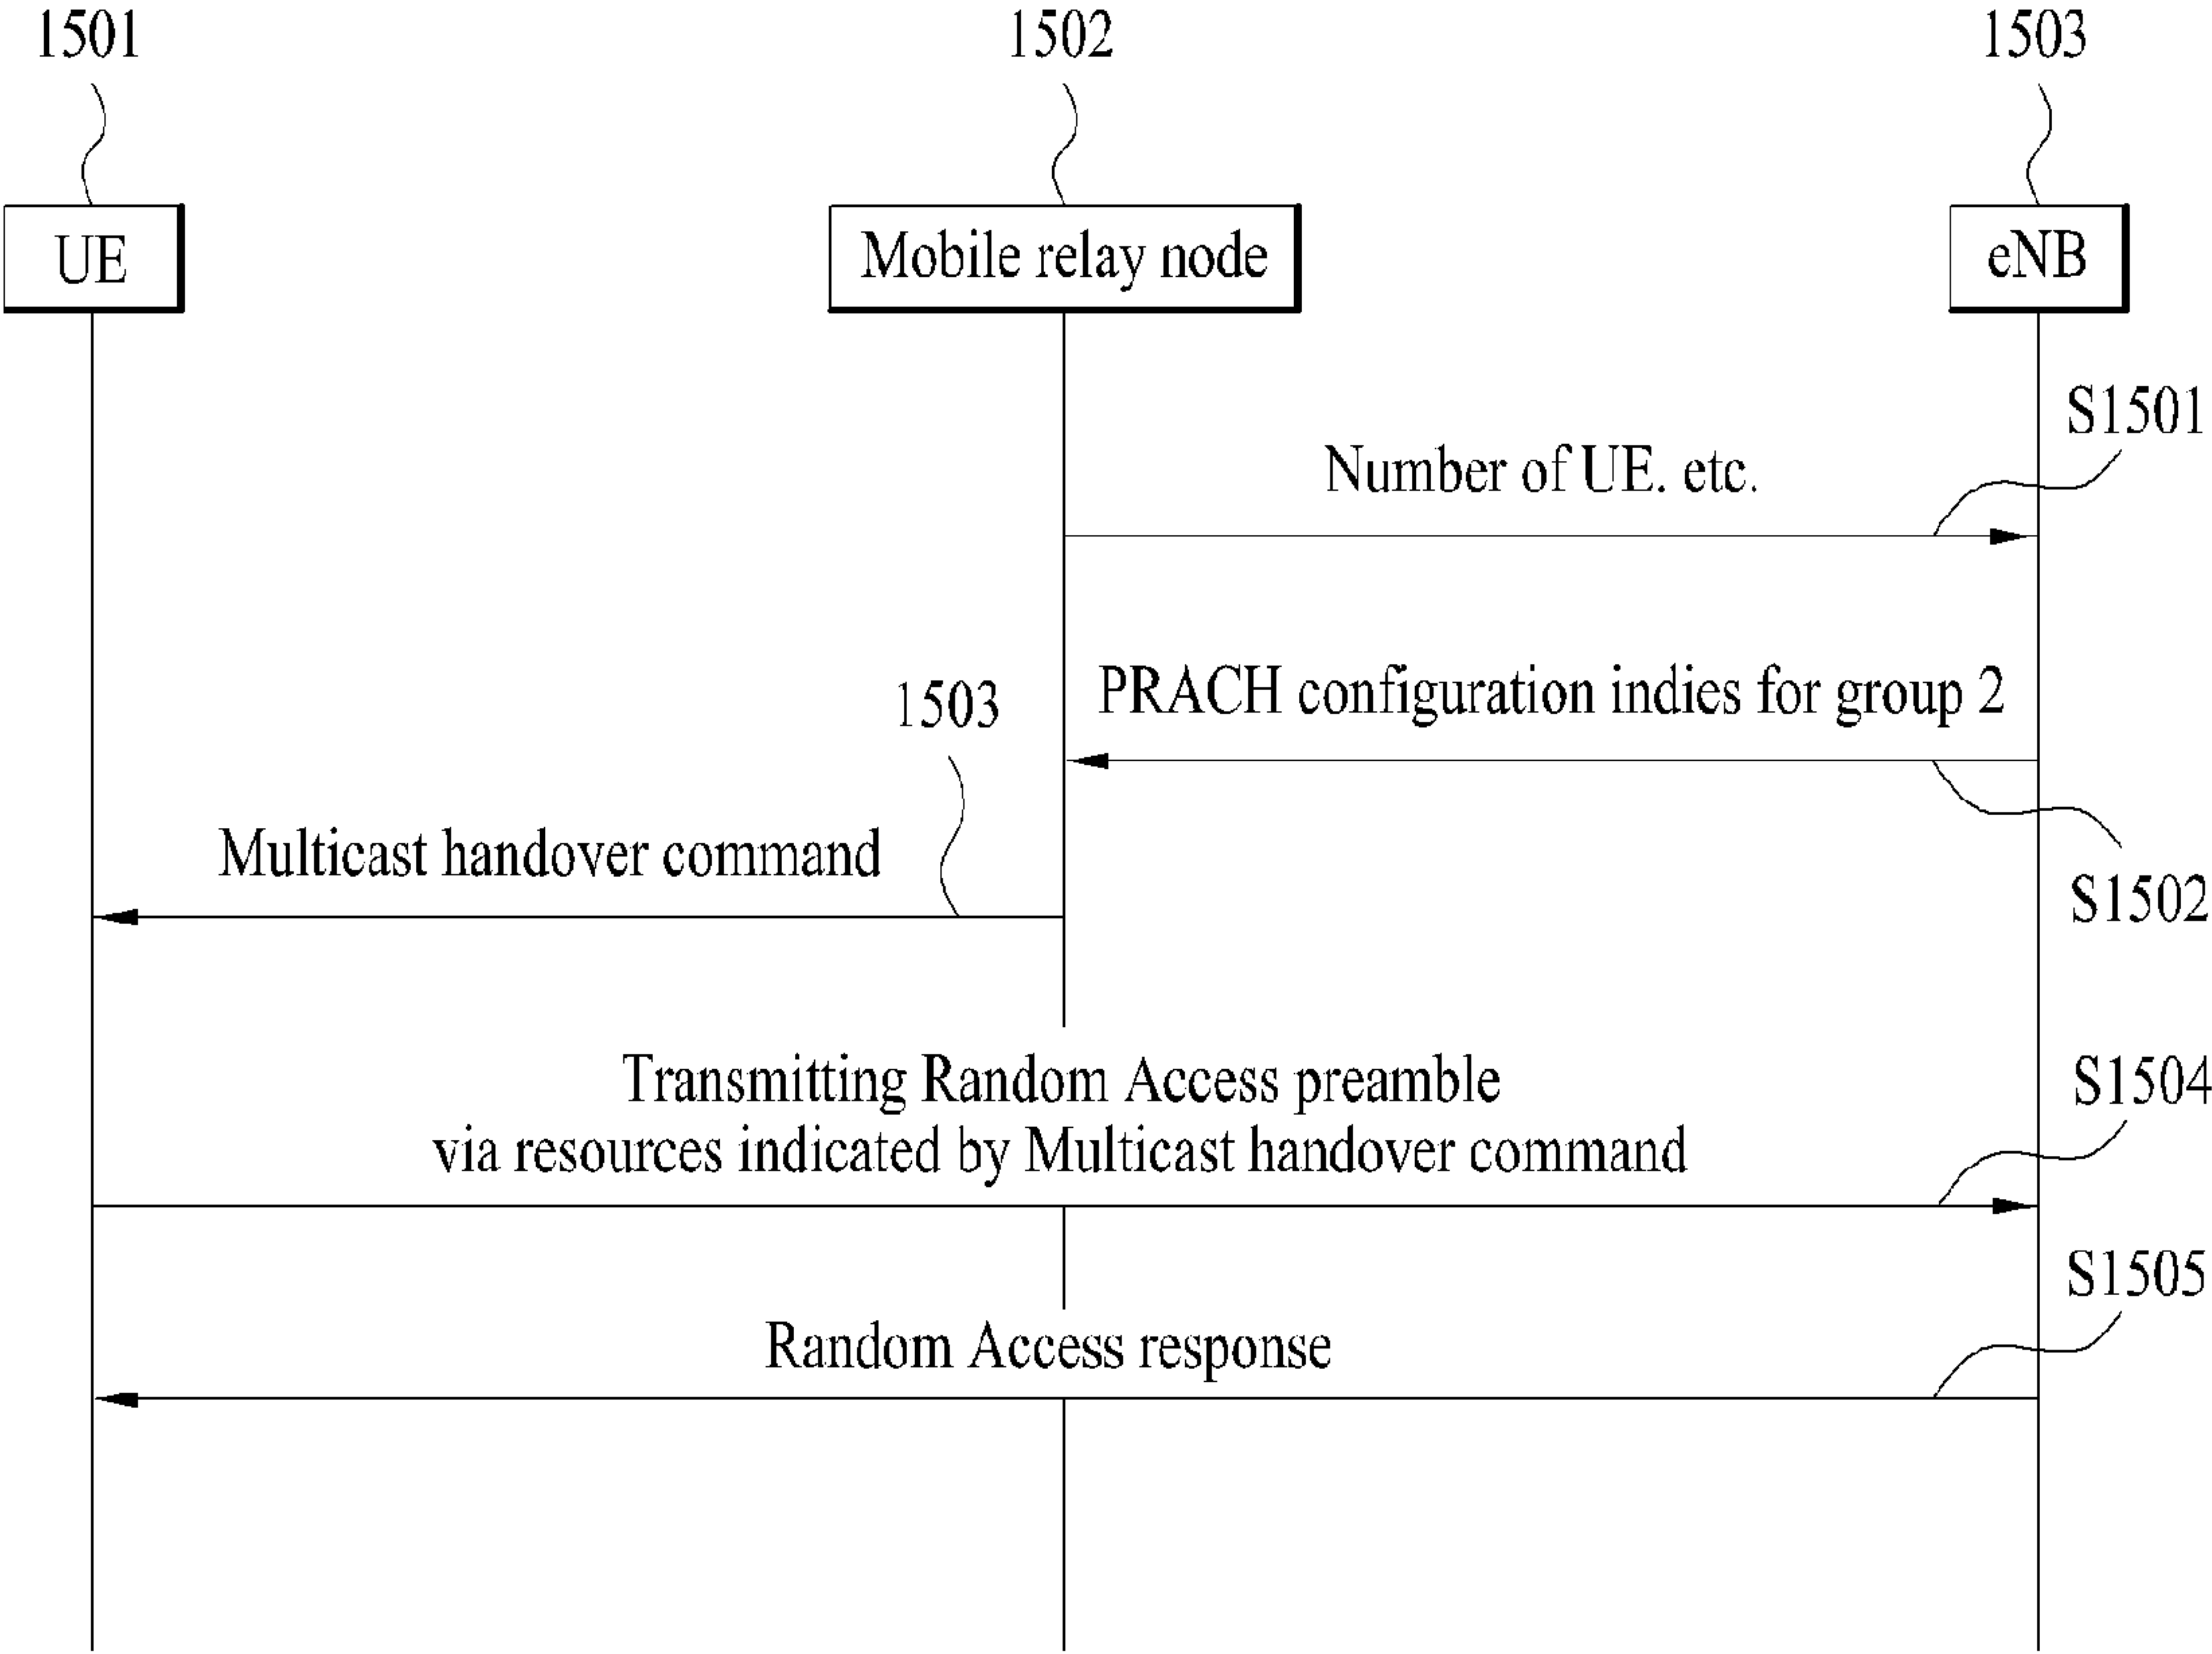 1501
1502
1503
UE
Mobile relay node
eNB
S1501
Number of UE. etc.
PRACH configuration indies for group 2
1503
Multicast handover command
S1502
Transmitting Random Access preamble
via resources indicated by Multicast handover command
S1504
S1505
Random Access response